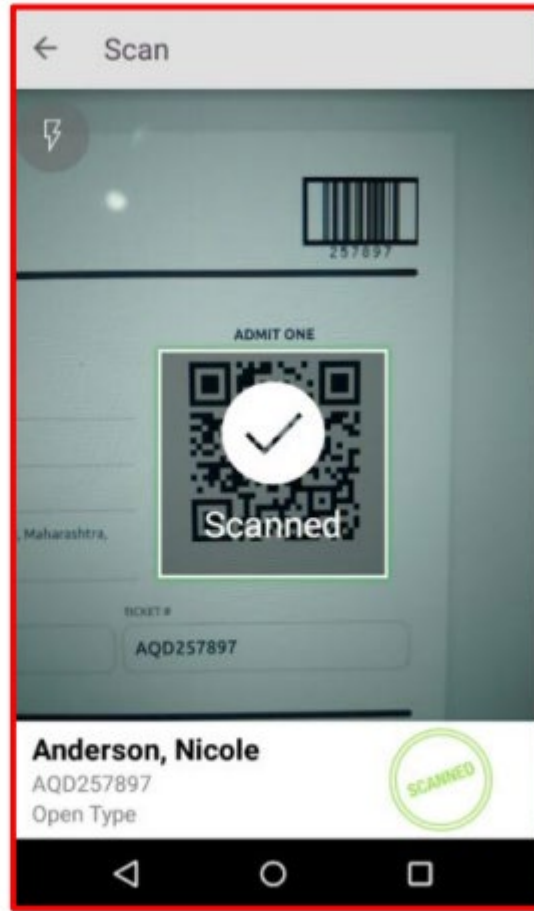 Scan
257897
ADMIT ONE
Scanned
, Maharashtra,
TICKET #
AQD257897
Anderson, Nicole
AQD257897
Open Type
SCANNED